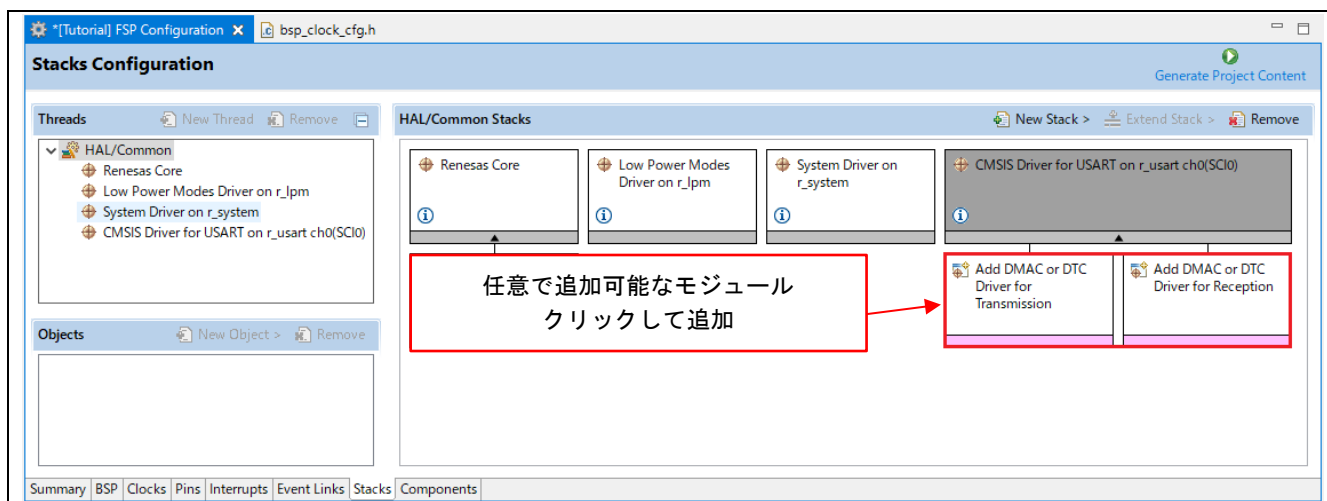 *[Tutorial] FSP Configuration
bsp_clock_cfg.h
Stacks Configuration
Generate Project Content
Threads
New Thread
Remove
HAL/Common
Renesas Core
Low Power Modes Driver on r_lpm
System Driver on r_system
CMSIS Driver for USART on r_usart ch0(SCI0)
Objects
New Object >
Remove
HAL/Common Stacks
New Stack >
Extend Stack >
Remove
Renesas Core
Low Power Modes
Driver on r_lpm
System Driver on
r_system
CMSIS Driver for USART on r_usart ch0(SCI0)
任意で追加可能なモジュール
クリックして追加
Add DMAC or DTC
Driver for
Transmission
Add DMAC or DTC
Driver for Reception
Summary BSP Clocks Pins Interrupts Event Links Stacks Components